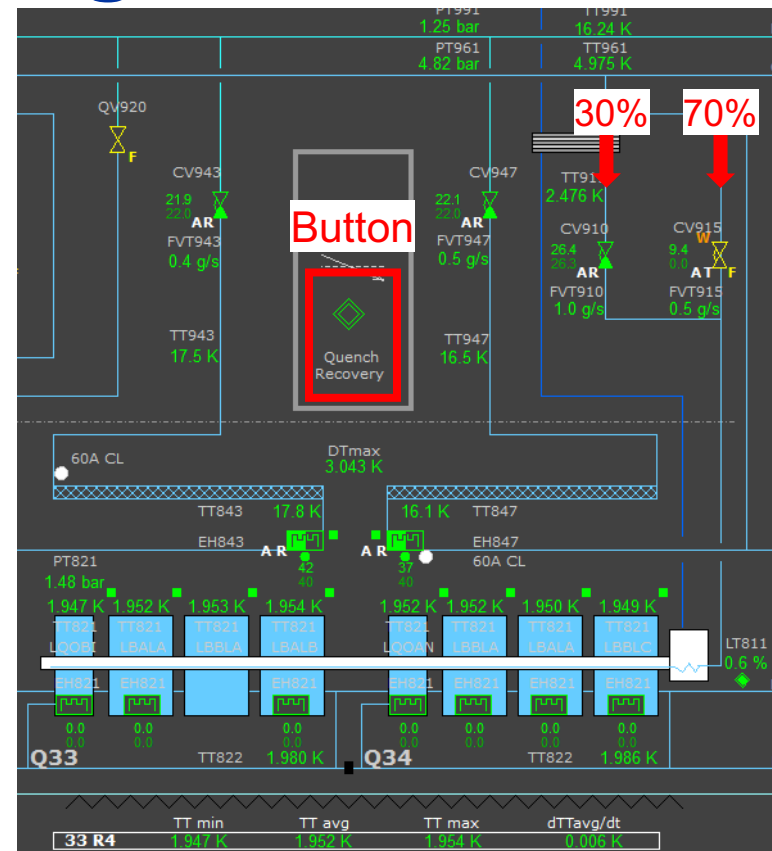 PT991 TT991
1.25 bar 16.24 K
PT961 TT961
4.82 bar 4.975 K
30% 70%
QV920
F
CV943 CV947 TT91
21.9 22.1 2.476 K
22.0 22.0
AR AR
CV910 CV915
W
FVT943 FVT947
26.4 9.4
26.3 0.0
AR AT F
0.4 g/s 0.5 g/s
Button
FVT910 FVT915
1.0 g/s 0.5 g/s
TT943 TT947
17.5 K 16.5 K
Quench
Recovery
60A CL
DTmax
3.043 K
TT843 17.8 K 16.1 K TT847
EH843 A R A R EH847
60A CL
42 37
40 40
PT821
1.48 bar
1.947 K 1.952 K 1.953 K 1.954 K 1.952 K 1.952 K 1.950 K 1.949 K
TT821 TT821 TT821 TT821 TT821 TT821 TT821 TT821
LQOBI LBALA LBBLA LBALB LQOAN LBBLA LBALA LBBLC
LT811
0.6 %
EH821 EH821 EH821 EH821 EH821 EH821 EH821
0.0 0.0 0.0 0.0 0.0 0.0 0.0
0.0 0.0 0.0 0.0 0.0 0.0 0.0
Q33 TT822 1.980 K Q34 TT822 1.986 K
TT min TT avg TT max dTTavg/dt
33 R4 1.947 K 1.952 K 1.954 K 0.006 K